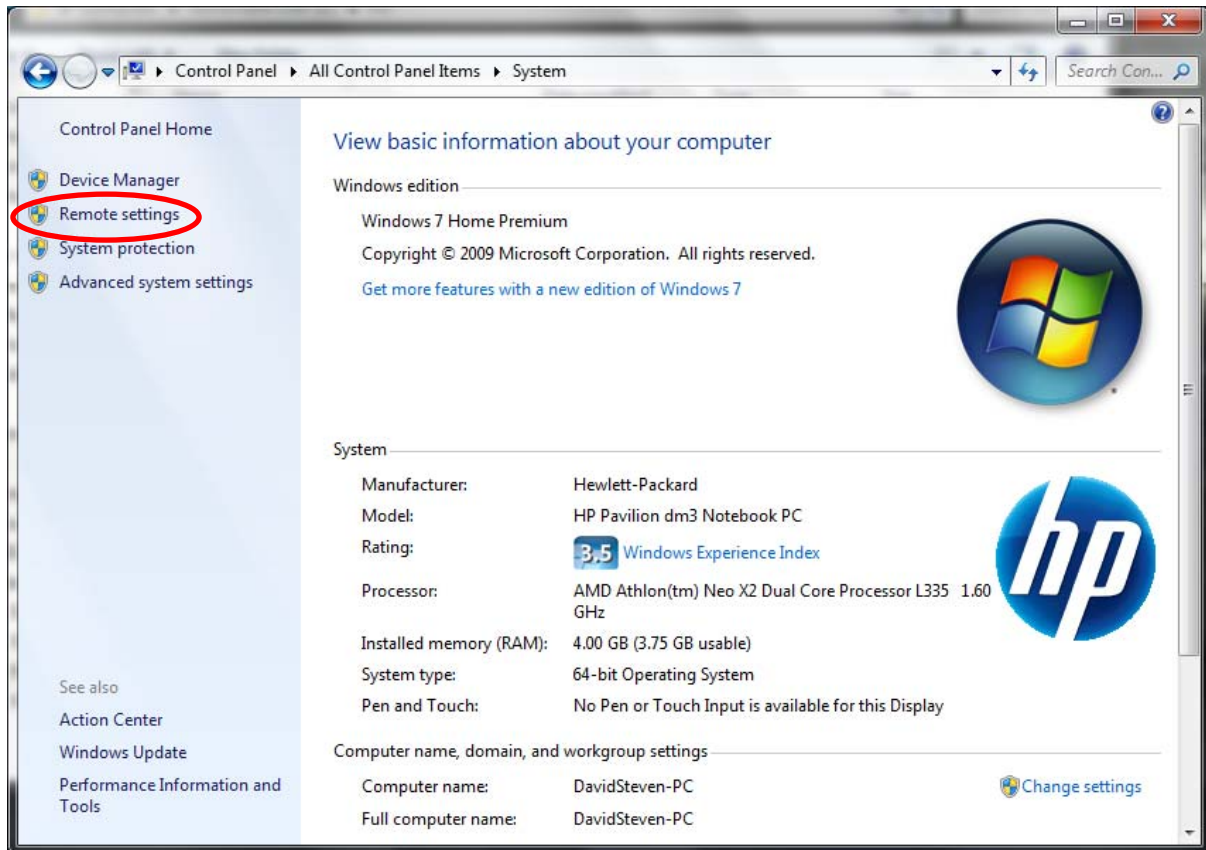 Control Panel ▸ All Control Panel Items ▸ System
Search Con...
Control Panel Home
Device Manager
Remote settings
System protection
Advanced system settings
See also
Action Center
Windows Update
Performance Information and
Tools
View basic information about your computer
Windows edition
Windows 7 Home Premium
Copyright © 2009 Microsoft Corporation. All rights reserved.
Get more features with a new edition of Windows 7
System
Manufacturer: Hewlett-Packard
Model: HP Pavilion dm3 Notebook PC
Rating: 3.5 Windows Experience Index
Processor: AMD Athlon(tm) Neo X2 Dual Core Processor L335 1.60
GHz
Installed memory (RAM): 4.00 GB (3.75 GB usable)
System type: 64-bit Operating System
Pen and Touch: No Pen or Touch Input is available for this Display
hp
Computer name, domain, and workgroup settings
Computer name: DavidSteven-PC
Change settings
Full computer name: DavidSteven-PC